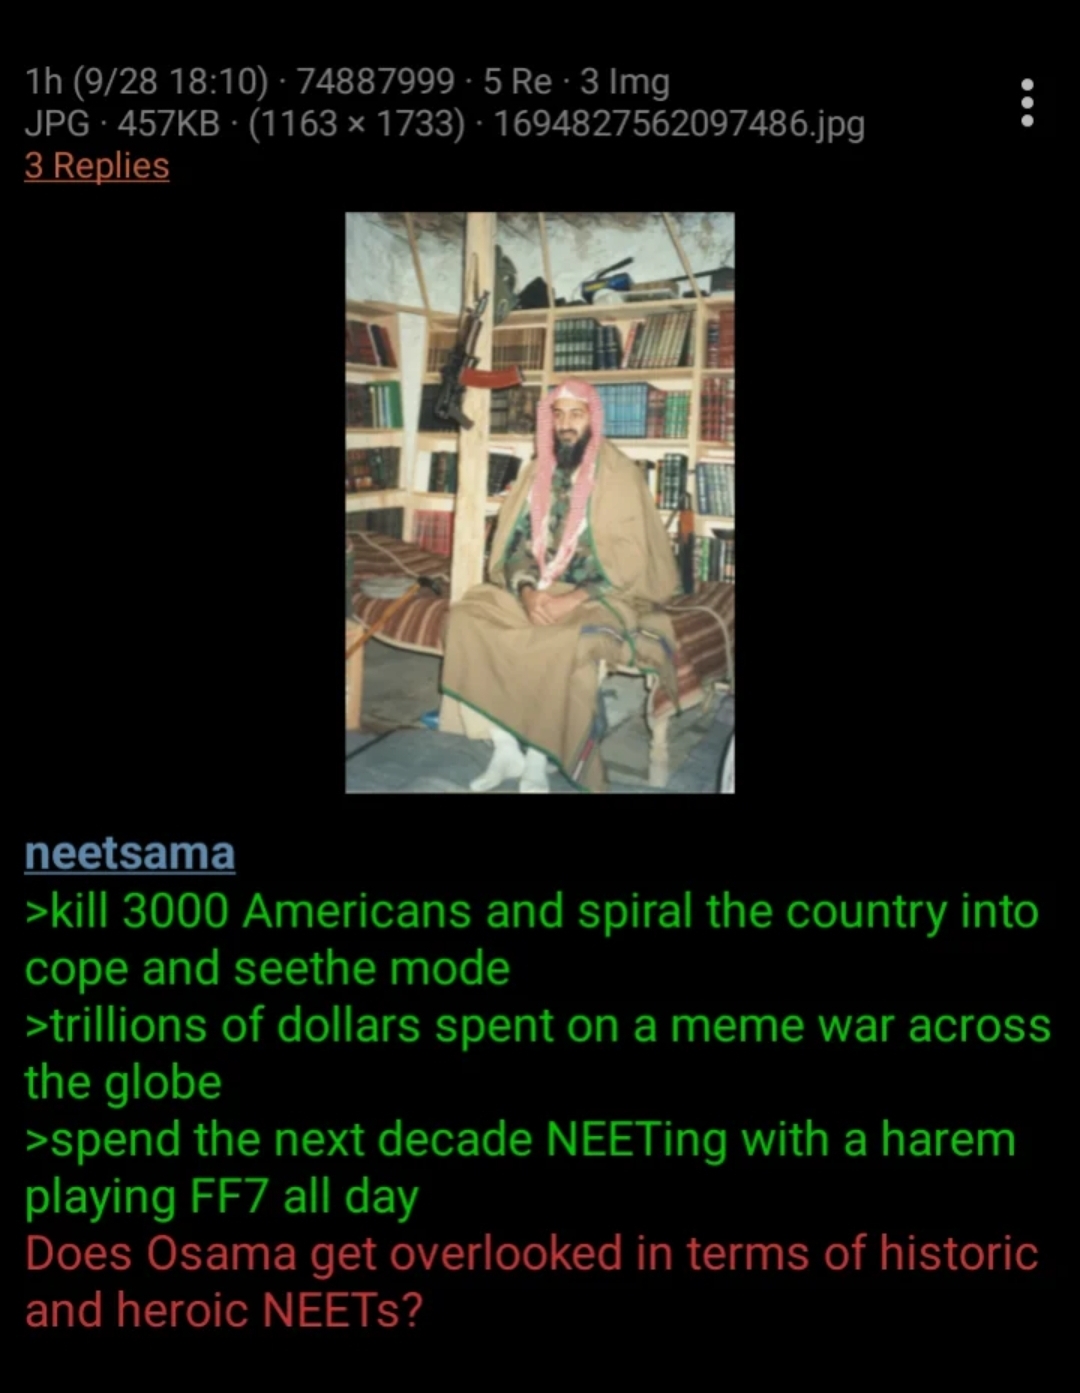 1h (9/28 18:10) · 74887999 · 5 Re · 3 Img
JPG · 457KB · (1163 × 1733) · 1694827562097486.jpg
3 Replies
neetsama
>kill 3000 Americans and spiral the country into
cope and seethe mode
>trillions of dollars spent on a meme war across
the globe
>spend the next decade NEETing with a harem
playing FF7 all day
Does Osama get overlooked in terms of historic
and heroic NEETs?